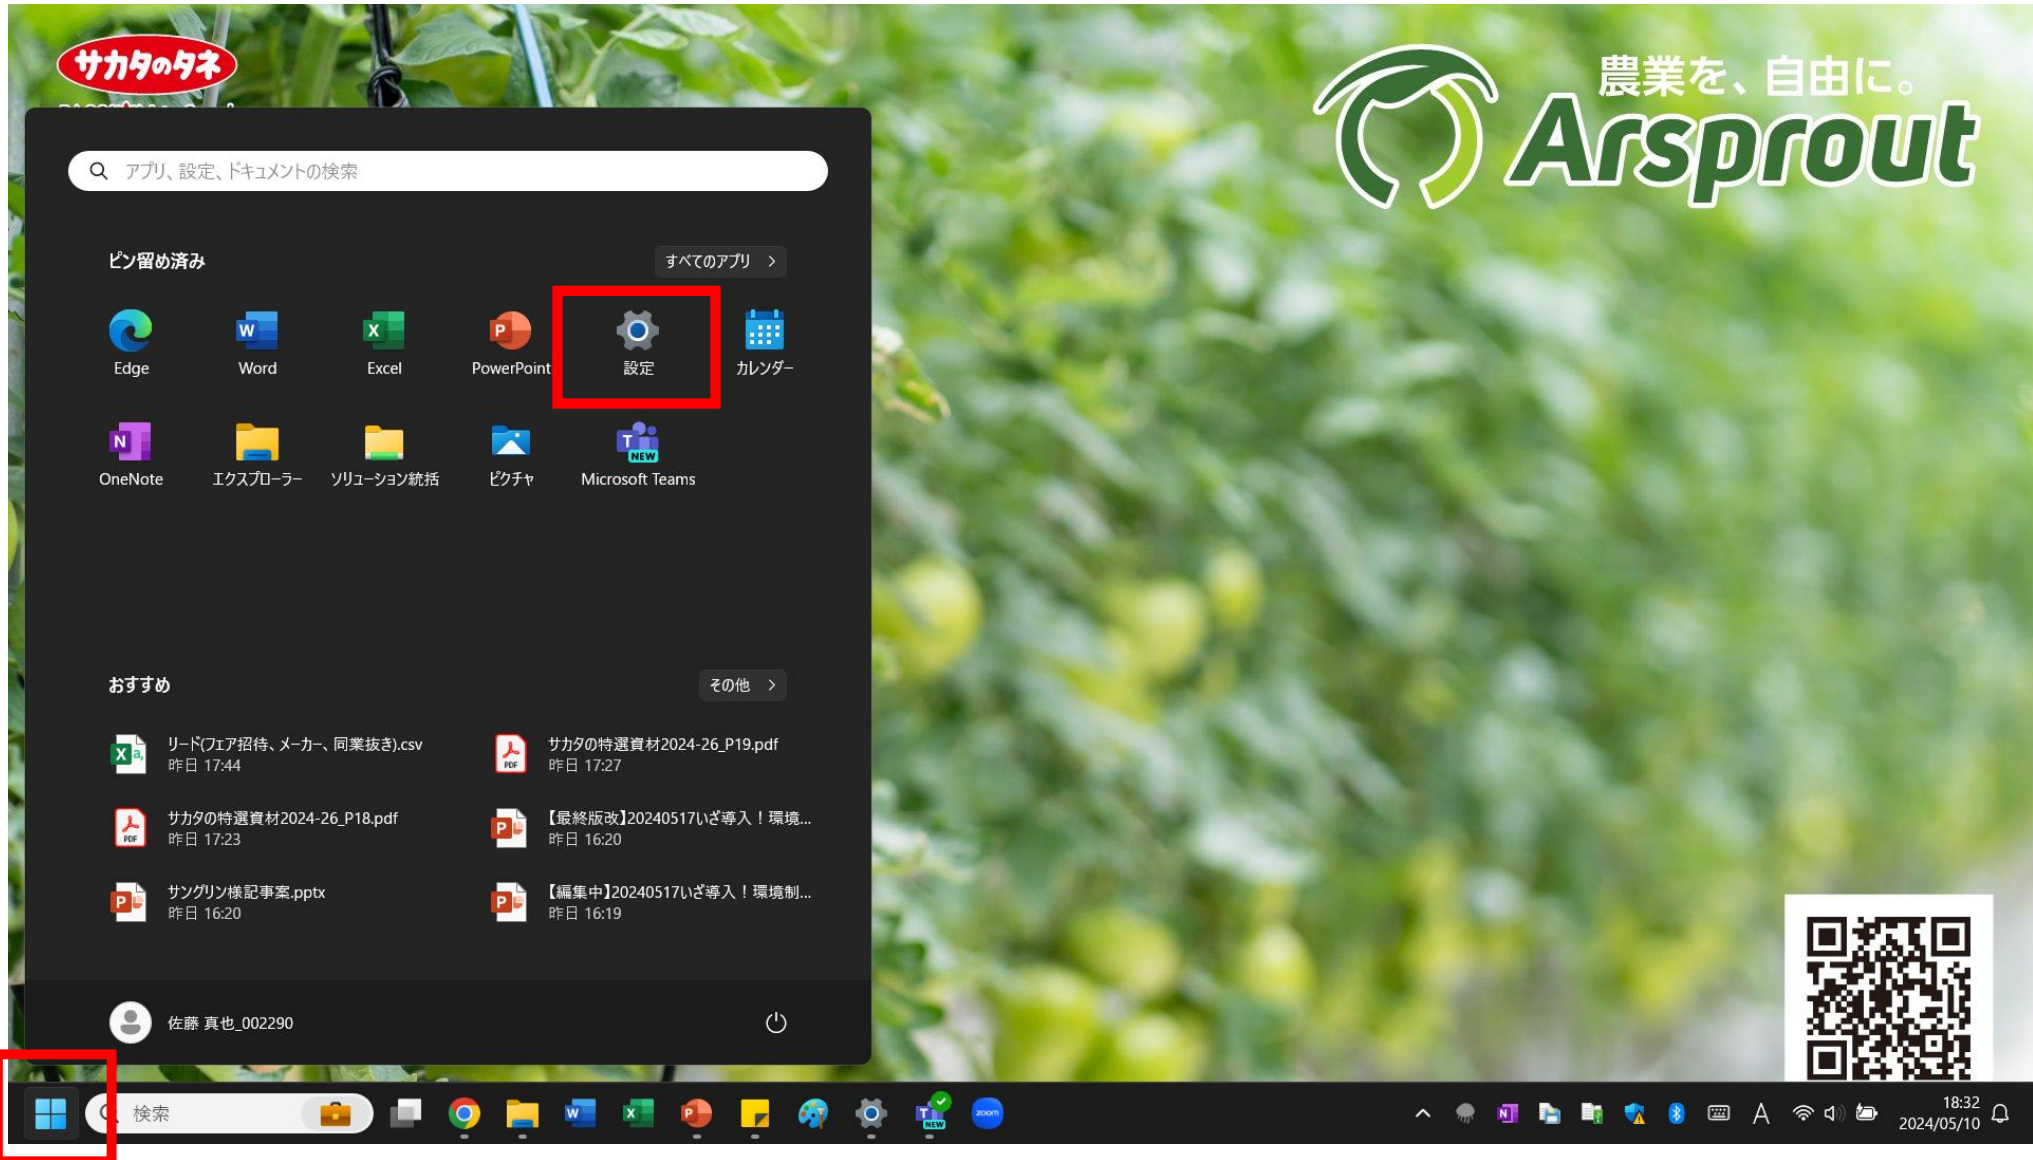 サカタのタネ
農業を、自由に。
Arsprout
アプリ、設定、ドキュメントの検索
ピン留め済み
すべてのアプリ
Edge
Word
Excel
PowerPoint
設定
カレンダー
OneNote
エクスプローラー
ソリューション統括
ピクチャ
Microsoft Teams
おすすめ
その他
リード(フェア招待、メーカー、同業抜き).csv
昨日 17:44
サカタの特選資材2024-26_P19.pdf
昨日 17:27
サカタの特選資材2024-26_P18.pdf
昨日 17:23
【最終版改】20240517いざ導入！環境...
昨日 16:20
サングリン様記事案.pptx
昨日 16:20
【編集中】20240517いざ導入！環境制...
昨日 16:19
佐藤 真也_002290
検索
zoom
A
18:32
2024/05/10